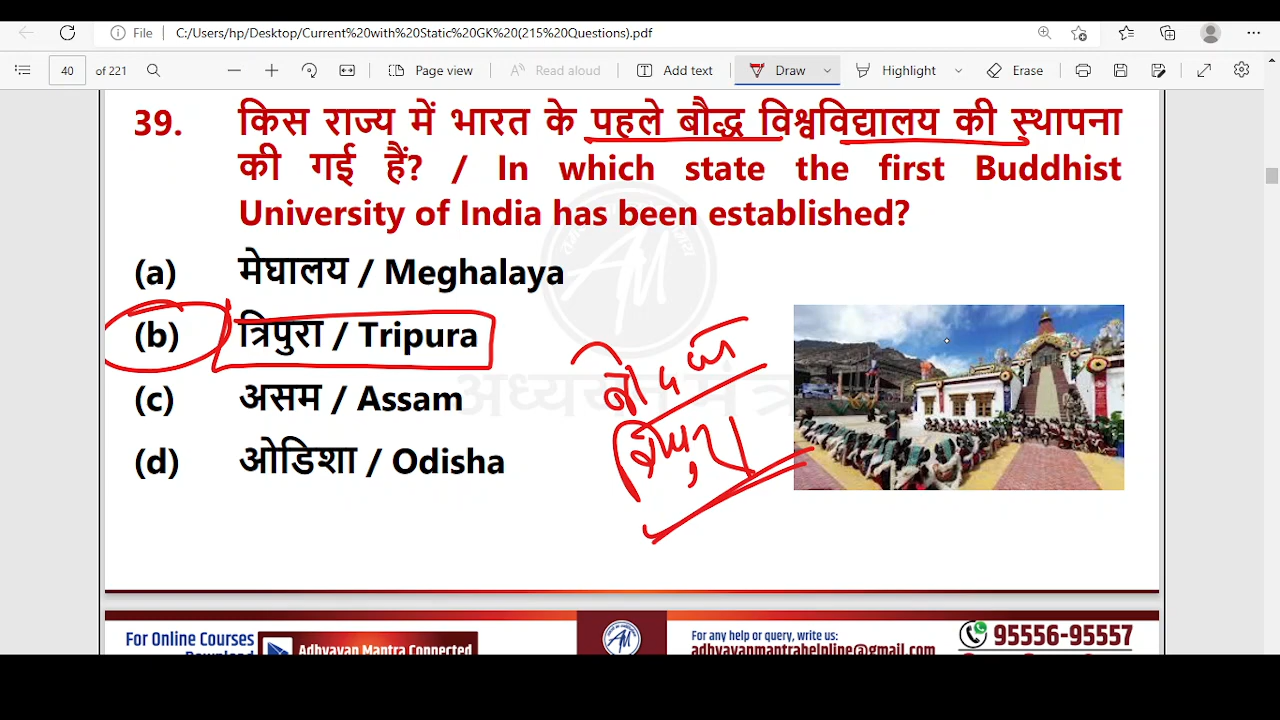 File C:/Users/hp/Desktop/Current%20with%20Static%20GK%20(215%20Questions).pdf
40 of 221 Page view Read aloud Add text Draw Highlight Erase
39. किस राज्य में भारत के पहले बौद्ध विश्वविद्यालय की स्थापना
की गई हैं? / In which state the first Buddhist
University of India has been established?
(a) मेघालय / Meghalaya
(b) त्रिपुरा / Tripura
(c) असम / Assam
(d) ओडिशा / Odisha
त्रिपुरा
For Online Courses
Download
Adhyayan Mantra Connected
AM
For any help or query, write us:
adhyayanmantrahelpline@gmail.com
95556-95557